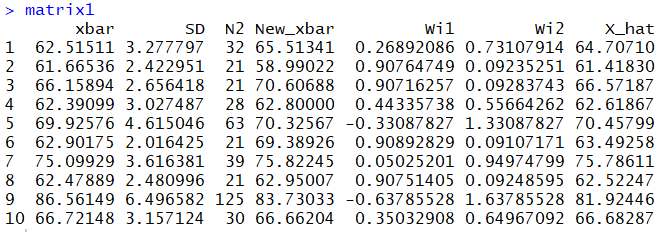 > matrix1
xbar SD N2 New_xbar Wi1 Wi2 X_hat
1 62.51511 3.277797 32 65.51341 0.26892086 0.73107914 64.70710
2 61.66536 2.422951 21 58.99022 0.90764749 0.09235251 61.41830
3 66.15894 2.656418 21 70.60688 0.90716257 0.09283743 66.57187
4 62.39099 3.027487 28 62.80000 0.44335738 0.55664262 62.61867
5 69.92576 4.615046 63 70.32567 -0.33087827 1.33087827 70.45799
6 62.90175 2.016425 21 69.38926 0.90892829 0.09107171 63.49258
7 75.09929 3.616381 39 75.82245 0.05025201 0.94974799 75.78611
8 62.47889 2.480996 21 62.95007 0.90751405 0.09248595 62.52247
9 86.56149 6.496582 125 83.73033 -0.63785528 1.63785528 81.92446
10 66.72148 3.157124 30 66.66204 0.35032908 0.64967092 66.68287